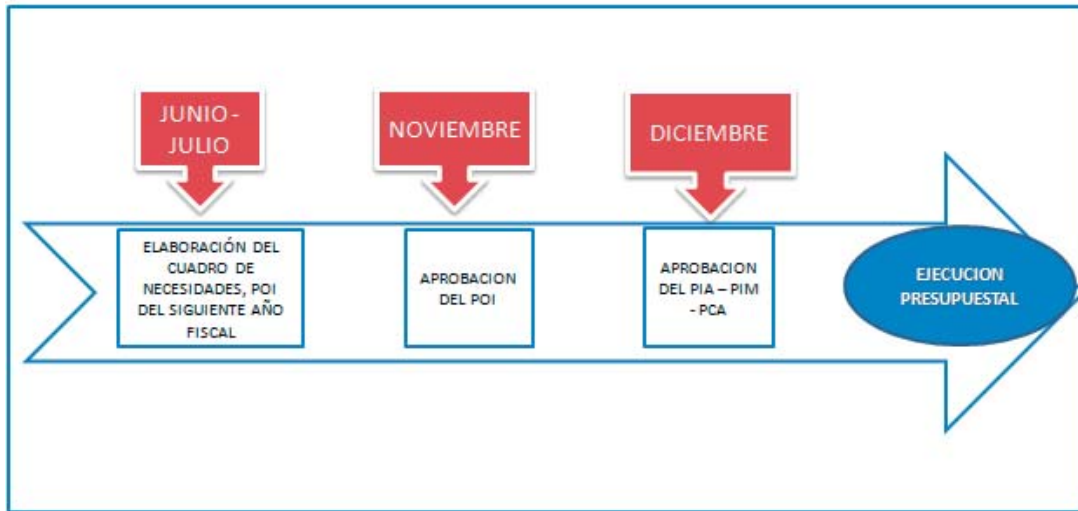 JUNIO -
JULIO
NOVIEMBRE
DICIEMBRE
ELABORACIÓN DEL
CUADRO DE
NECESIDADES, POI
DEL SIGUIENTE AÑO
FISCAL
APROBACION
DEL POI
APROBACION
DEL PIA – PIM
- PCA
EJECUCION
PRESUPUESTAL